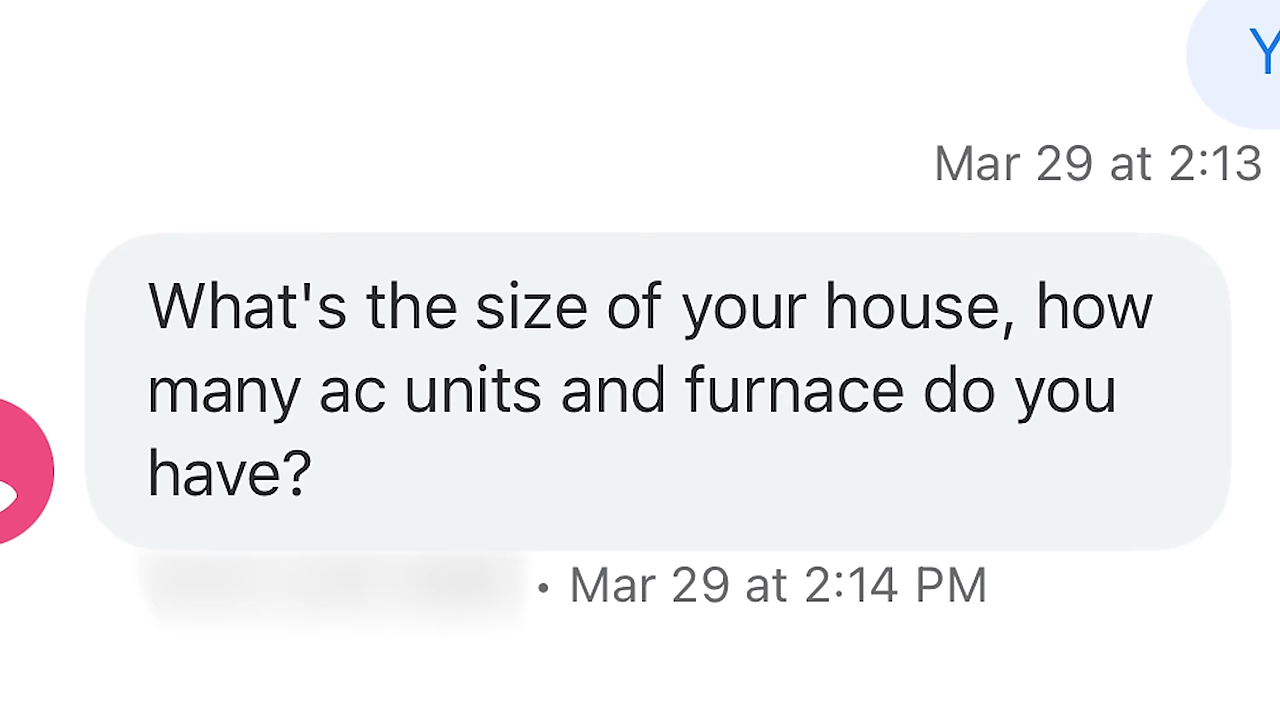 Y
Mar 29 at 2:13
What's the size of your house, how
many ac units and furnace do you
have?
• Mar 29 at 2:14 PM